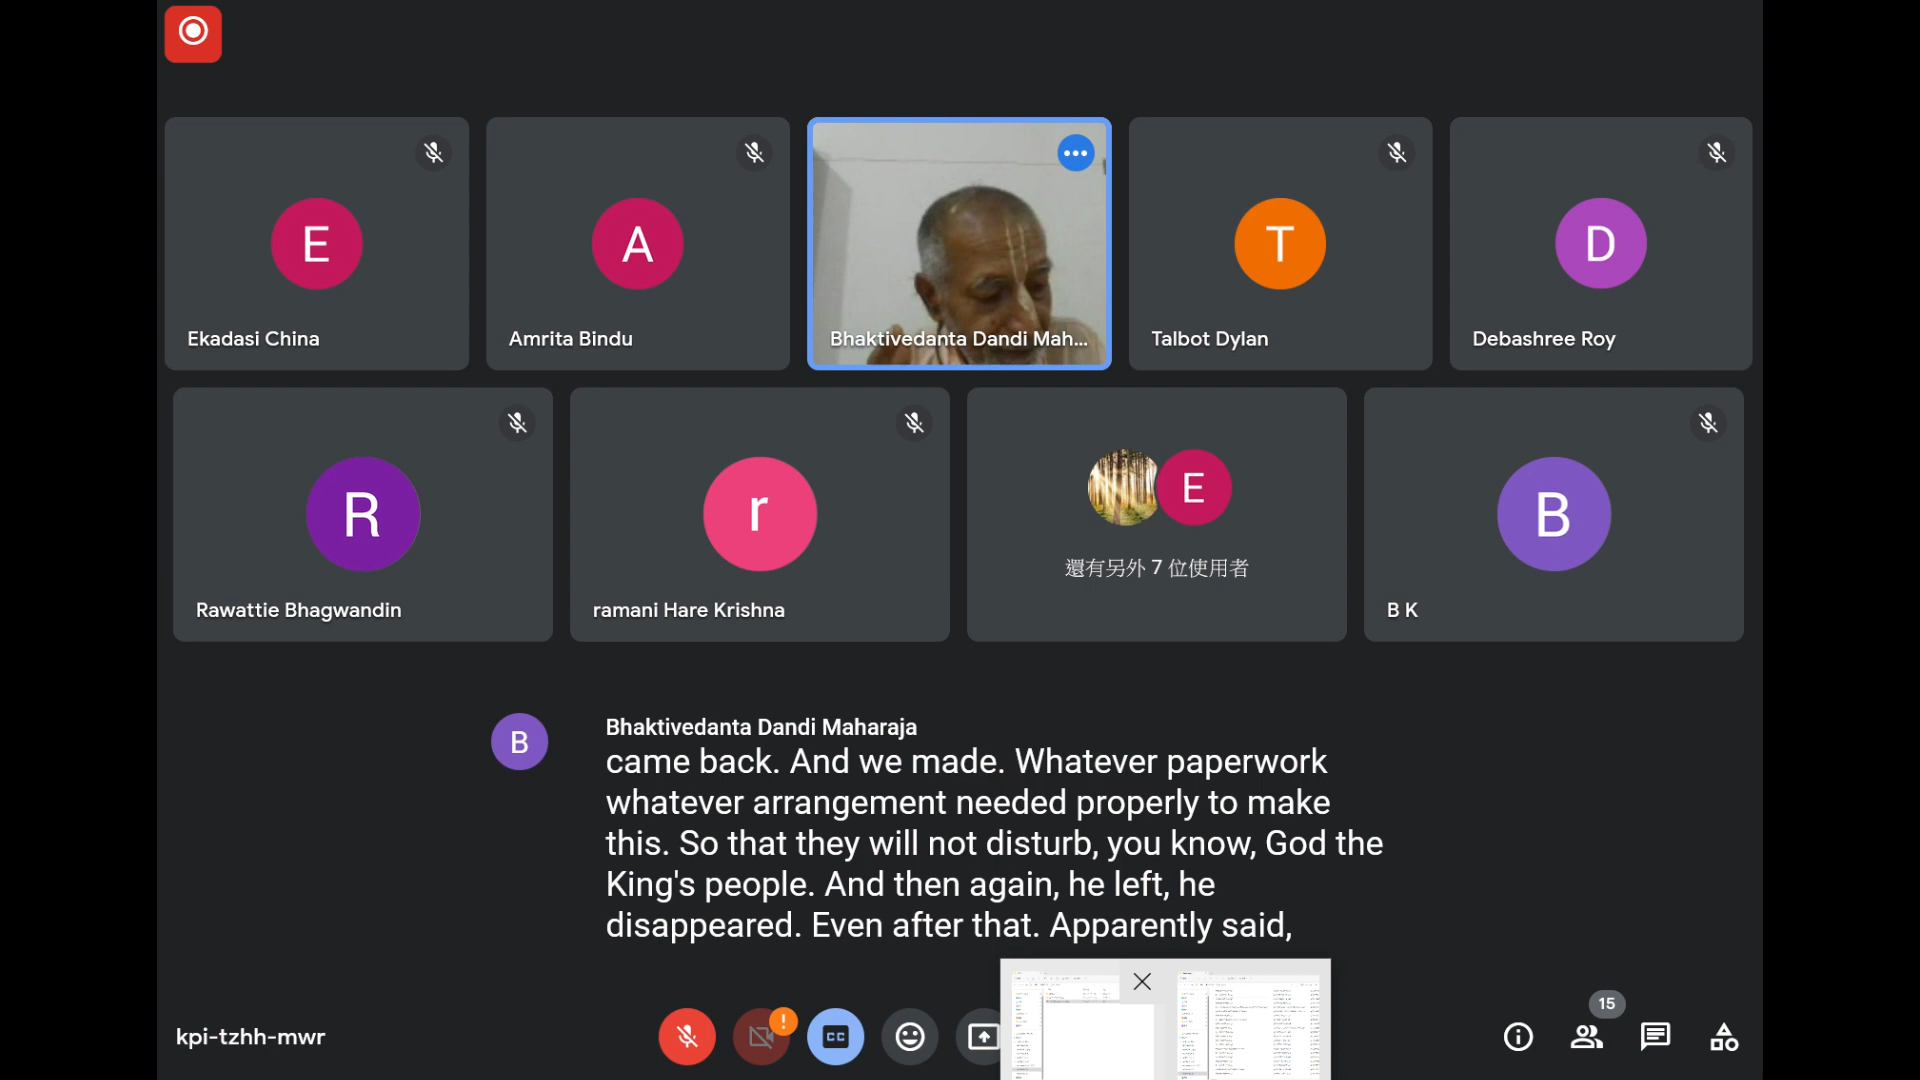 E
A
T
D
Ekadasi China
Amrita Bindu
Bhaktivedanta Dandi Mah...
Talbot Dylan
Debashree Roy
R
r
E
B
還有另外 7 位使用者
Rawattie Bhagwandin
ramani Hare Krishna
B K
B
Bhaktivedanta Dandi Maharaja
came back. And we made. Whatever paperwork
whatever arrangement needed properly to make
this. So that they will not disturb, you know, God the
King's people. And then again, he left, he
disappeared. Even after that. Apparently said,
15
kpi-tzhh-mwr
CC